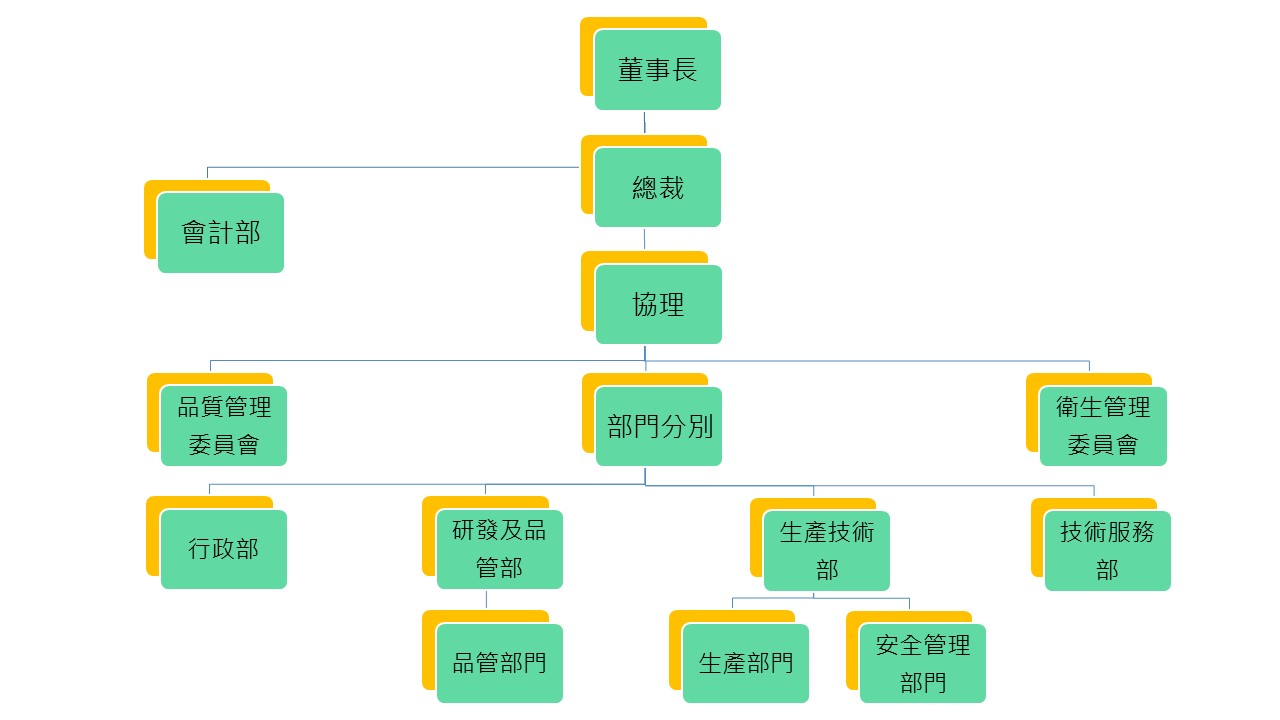 董事長
總裁
會計部
協理
品質管理
委員會
部門分別
衛生管理
委員會
行政部
研發及品
管部
生產技術
部
技術服務
部
品管部門
生產部門
安全管理
部門